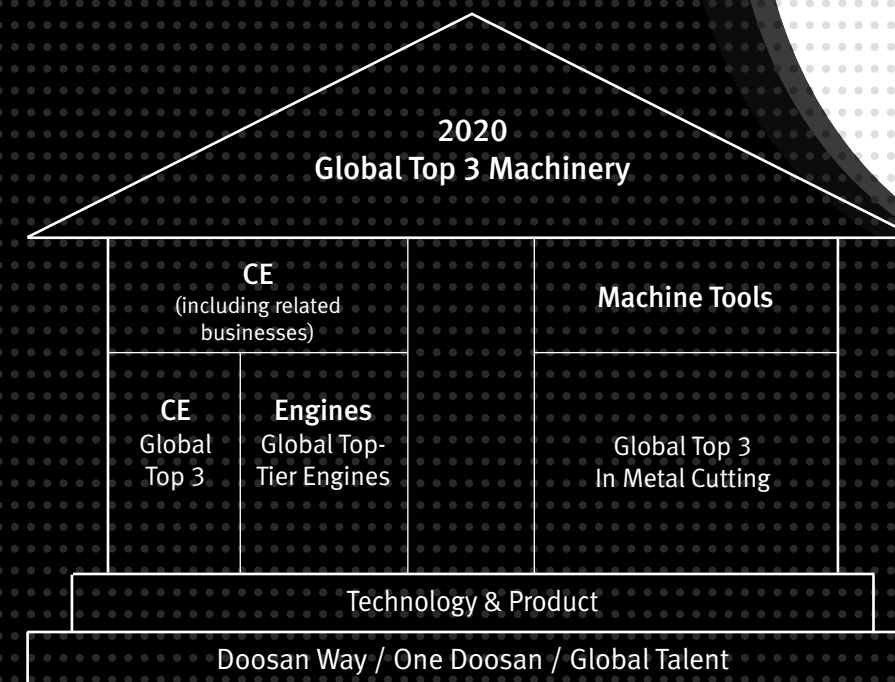 2020
Global Top 3 Machinery
CE
(including related
businesses)
Machine Tools
CE
Global
Top 3
Engines
Global Top-
Tier Engines
Global Top 3
In Metal Cutting
Technology & Product
Doosan Way / One Doosan / Global Talent